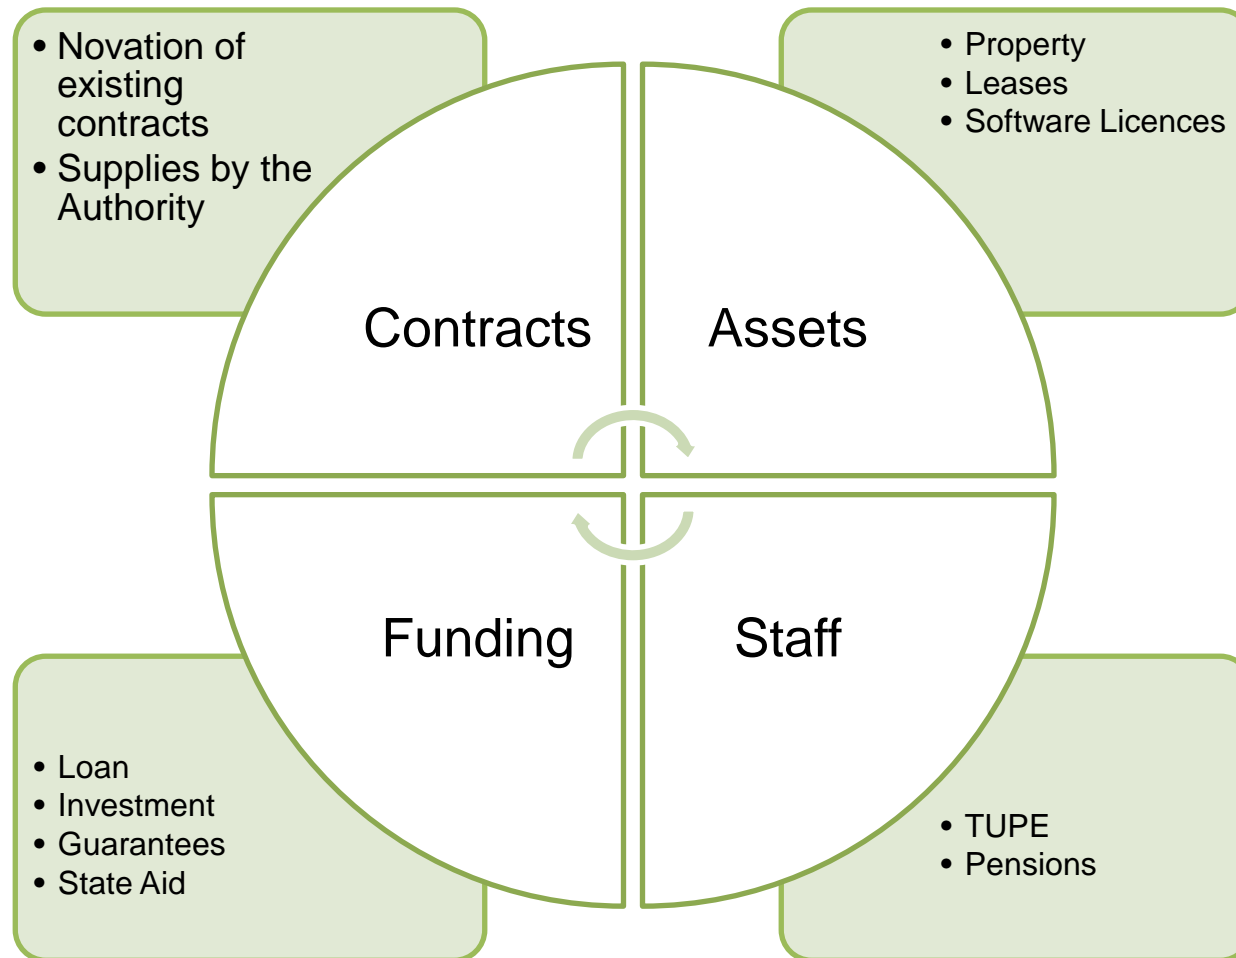 • Novation of
existing
contracts
• Supplies by the
Authority
• Property
• Leases
• Software Licences
Contracts
Assets
Funding
Staff
• Loan
• Investment
• Guarantees
• State Aid
• TUPE
• Pensions